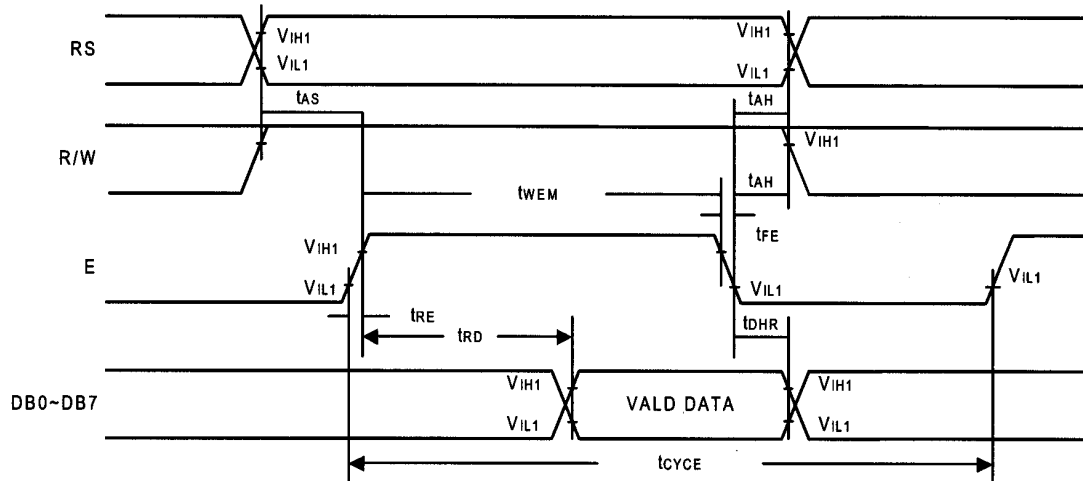 RS
VIH1
VIL1
VIH1
VIL1
tAS
tAH
R/W
VIH1
tWEM
tAH
tFE
E
VIH1
VIL1
VIL1
VIL1
tRE
tRD
tDHR
DB0~DB7
VIH1
VIL1
VALD DATA
VIH1
VIL1
tCYCE